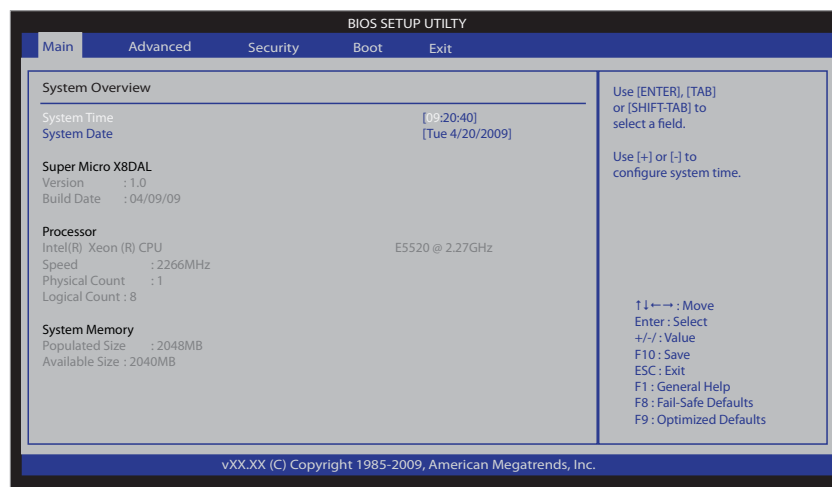 BIOS SETUP UTILTY
Main Advanced Security Boot Exit
System Overview
System Time [09:20:40]
System Date [Tue 4/20/2009]
Super Micro X8DAL
Version : 1.0
Build Date : 04/09/09
Processor
Intel(R) Xeon (R) CPU E5520 @ 2.27GHz
Speed : 2266MHz
Physical Count : 1
Logical Count : 8
System Memory
Populated Size : 2048MB
Available Size : 2040MB
Use [ENTER], [TAB]
or [SHIFT-TAB] to
select a field.
Use [+] or [-] to
configure system time.
↑↓←→ : Move
Enter : Select
+/-/ : Value
F10 : Save
ESC : Exit
F1 : General Help
F8 : Fail-Safe Defaults
F9 : Optimized Defaults
vXX.XX (C) Copyright 1985-2009, American Megatrends, Inc.